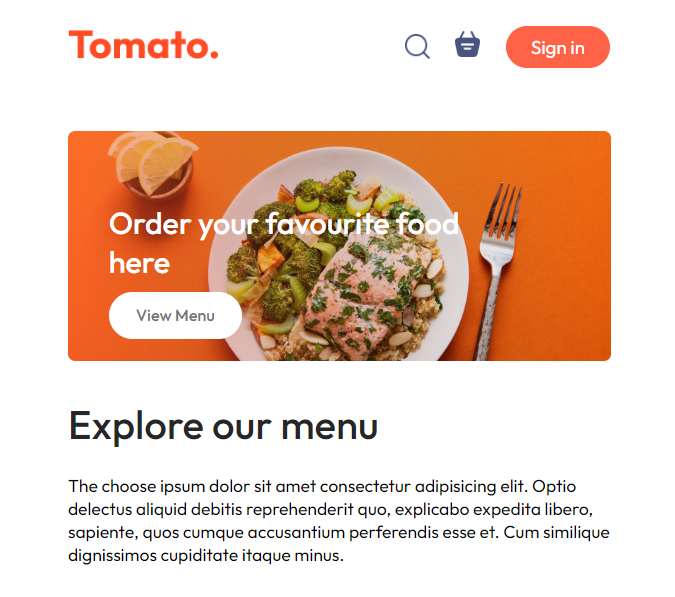 Tomato.
Sign in
Order your favourite food
here
View Menu
Explore our menu
The choose ipsum dolor sit amet consectetur adipisicing elit. Optio
delectus aliquid debitis reprehenderit quo, explicabo expedita libero,
sapiente, quos cumque accusantium perferendis esse et. Cum similique
dignissimos cupiditate itaque minus.